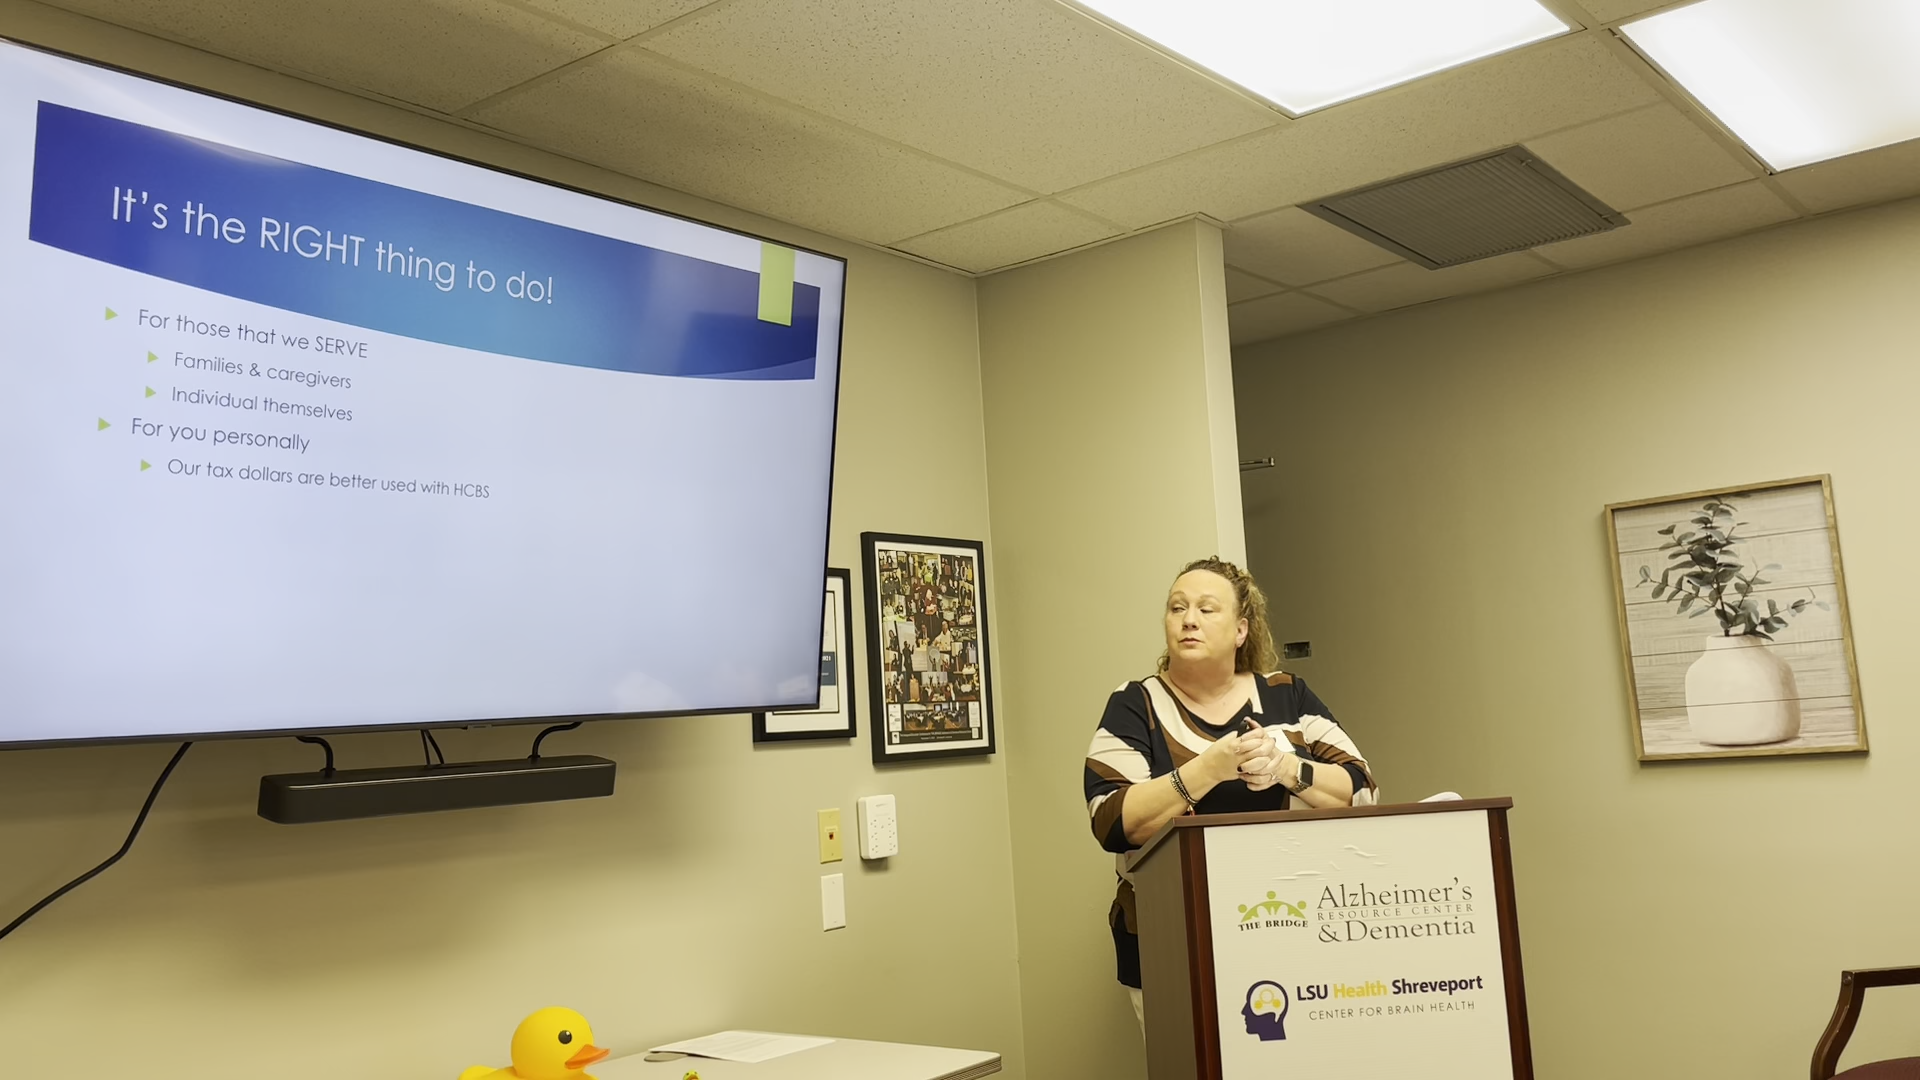 It's the RIGHT thing to do!
For those that we SERVE
Families & caregivers
Individual themselves
For you personally
Our tax dollars are better used with HCBS
THE BRIDGE
Alzheimer's
RESOURCE CENTER
& Dementia
LSU Health Shreveport
CENTER FOR BRAIN HEALTH